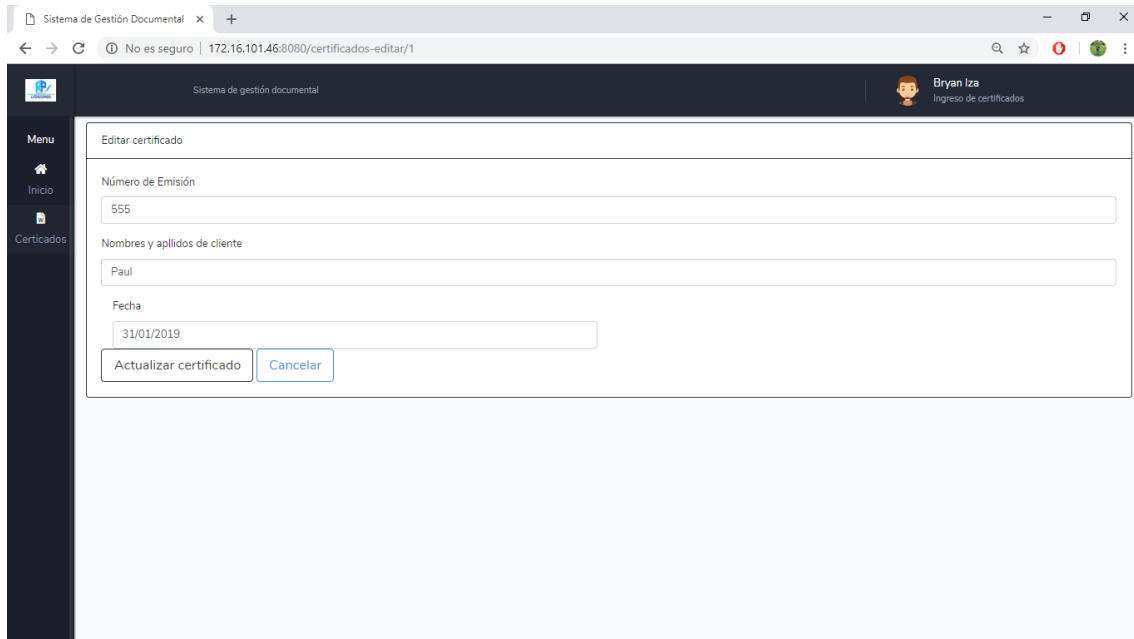 Sistema de Gestión Documental
No es seguro | 172.16.101.46:8080/certificados-editar/1
Sistema de gestión documental
Bryan Iza
Ingreso de certificados
Menu
Inicio
Certicados
Editar certificado
Número de Emisión
555
Nombres y apllidos de cliente
Paul
Fecha
31/01/2019
Actualizar certificado
Cancelar